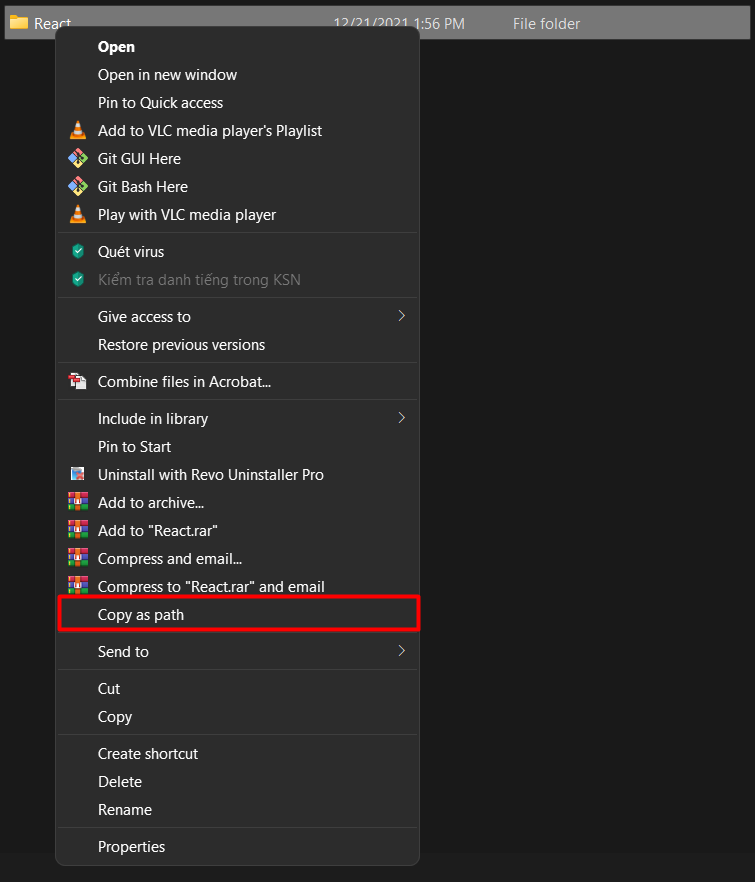 React 12/21/2021 1:56 PM File folder
Open
Open in new window
Pin to Quick access
Add to VLC media player's Playlist
Git GUI Here
Git Bash Here
Play with VLC media player
Quét virus
Kiểm tra danh tiếng trong KSN
Give access to
Restore previous versions
Combine files in Acrobat...
Include in library
Pin to Start
Uninstall with Revo Uninstaller Pro
Add to archive...
Add to "React.rar"
Compress and email...
Compress to "React.rar" and email
Copy as path
Send to
Cut
Copy
Create shortcut
Delete
Rename
Properties